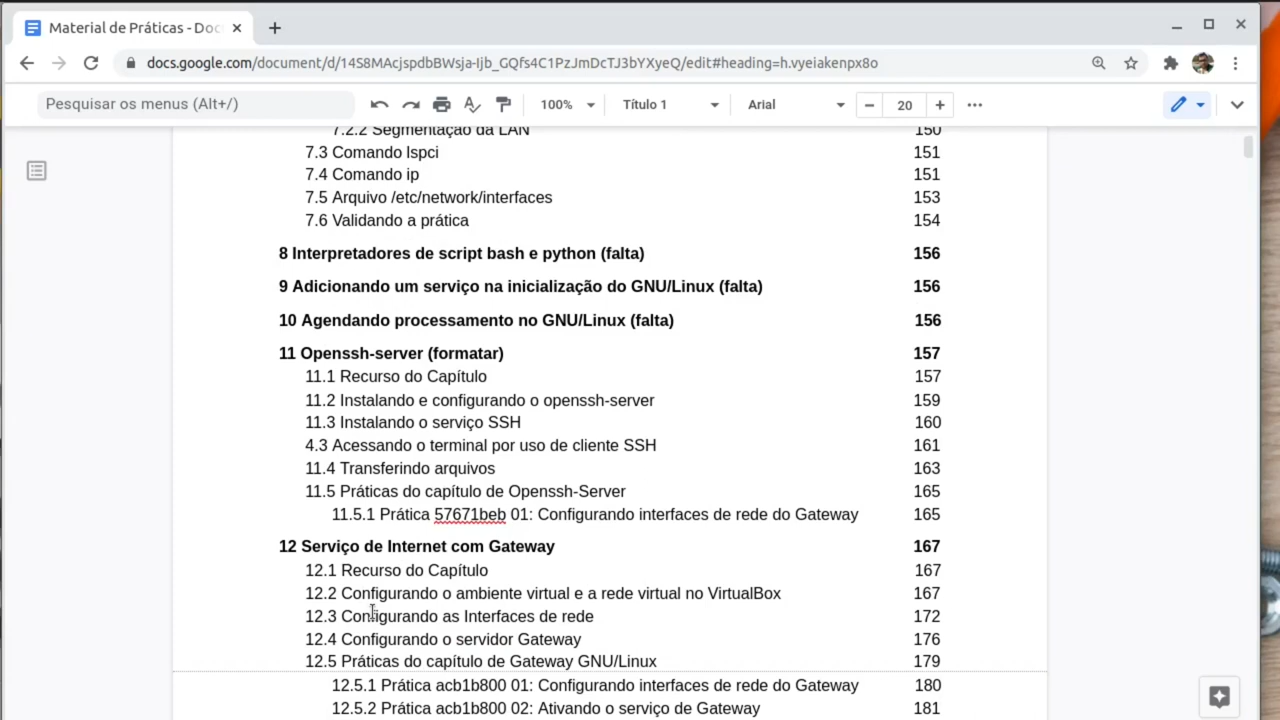 Material de Práticas - Doc
docs.google.com/document/d/14S8MAcjspdbBWsja-Ijb_GQfs4C1PzJmDcTJ3bYXyeQ/edit#heading=h.vyeiakenpx8o
Pesquisar os menus (Alt+/) 100% Título 1 Arial 20
7.2.2 Segmentação da LAN 150
7.3 Comando lspci 151
7.4 Comando ip 151
7.5 Arquivo /etc/network/interfaces 153
7.6 Validando a prática 154
8 Interpretadores de script bash e python (falta) 156
9 Adicionando um serviço na inicialização do GNU/Linux (falta) 156
10 Agendando processamento no GNU/Linux (falta) 156
11 Openssh-server (formatar) 157
11.1 Recurso do Capítulo 157
11.2 Instalando e configurando o openssh-server 159
11.3 Instalando o serviço SSH 160
4.3 Acessando o terminal por uso de cliente SSH 161
11.4 Transferindo arquivos 163
11.5 Práticas do capítulo de Openssh-Server 165
11.5.1 Prática 57671beb 01: Configurando interfaces de rede do Gateway 165
12 Serviço de Internet com Gateway 167
12.1 Recurso do Capítulo 167
12.2 Configurando o ambiente virtual e a rede virtual no VirtualBox 167
12.3 Configurando as Interfaces de rede 172
12.4 Configurando o servidor Gateway 176
12.5 Práticas do capítulo de Gateway GNU/Linux 179
12.5.1 Prática acb1b800 01: Configurando interfaces de rede do Gateway 180
12.5.2 Prática acb1b800 02: Ativando o serviço de Gateway 181